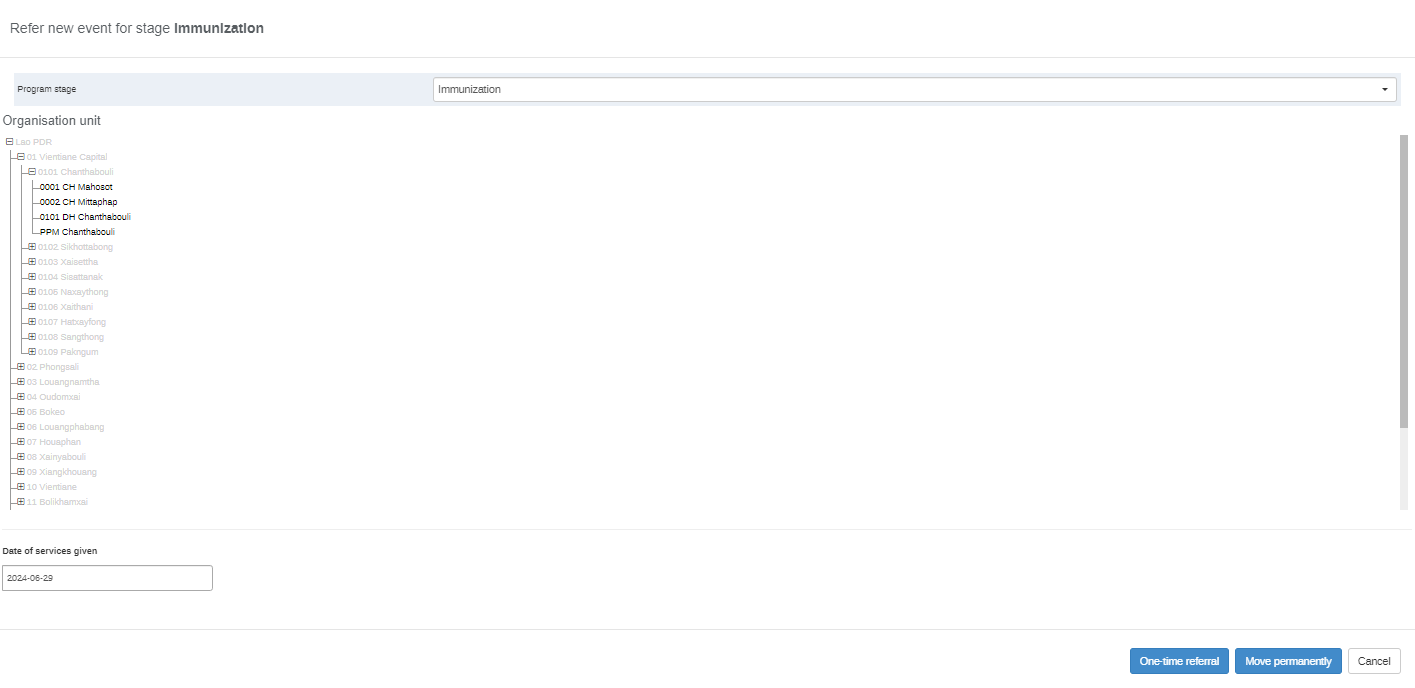 Refer new event for stage Immunization
Program stage
Immunization
Organisation unit
Lao PDR
01 Vientiane Capital
0101 Chanthabouli
0001 CH Mahosot
0002 CH Mittaphap
0101 DH Chanthabouli
PPM Chanthabouli
0102 Sikhottabong
0103 Xaisettha
0104 Sisattanak
0105 Naxaythong
0106 Xaithani
0107 Hatxayfong
0108 Sangthong
0109 Pakngum
02 Phongsali
03 Louangnamtha
04 Oudomxai
05 Bokeo
06 Louangphabang
07 Houaphan
08 Xainyabouli
09 Xiangkhouang
10 Vientiane
11 Bolikhamxai
Date of services given
2024-06-29
One-time referral
Move permanently
Cancel